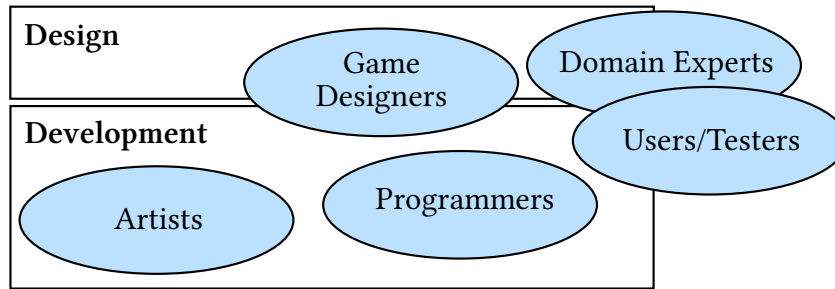 Design
Game
Designers
Domain Experts
Development
Users/Testers
Artists
Programmers